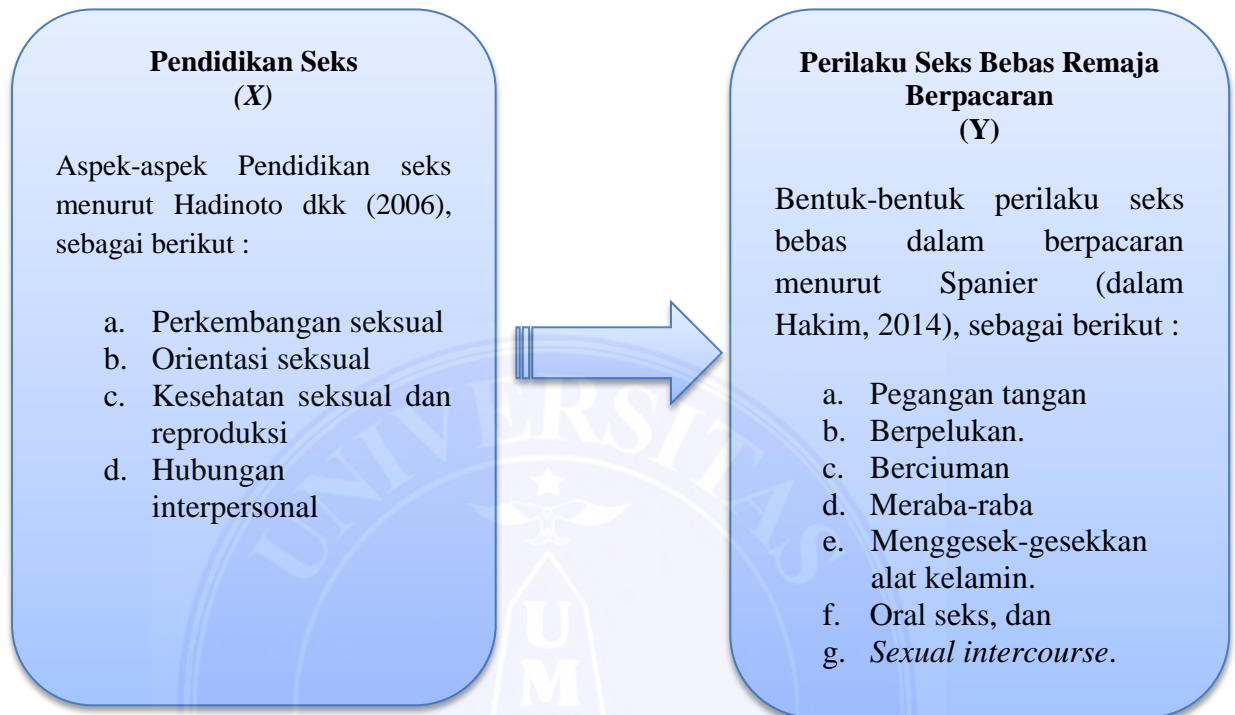 Pendidikan Seks
(X)
Aspek-aspek Pendidikan seks
menurut Hadinoto dkk (2006),
sebagai berikut :
a. Perkembangan seksual
b. Orientasi seksual
c. Kesehatan seksual dan
reproduksi
d. Hubungan
interpersonal
Perilaku Seks Bebas Remaja
Berpacaran
(Y)
Bentuk-bentuk perilaku seks
bebas dalam berpacaran
menurut Spanier (dalam
Hakim, 2014), sebagai berikut :
a. Pegangan tangan
b. Berpelukan.
c. Berciuman
d. Meraba-raba
e. Menggesek-gesekkan
alat kelamin.
f. Oral seks, dan
g. Sexual intercourse.
UNIVERSITAS
U
M